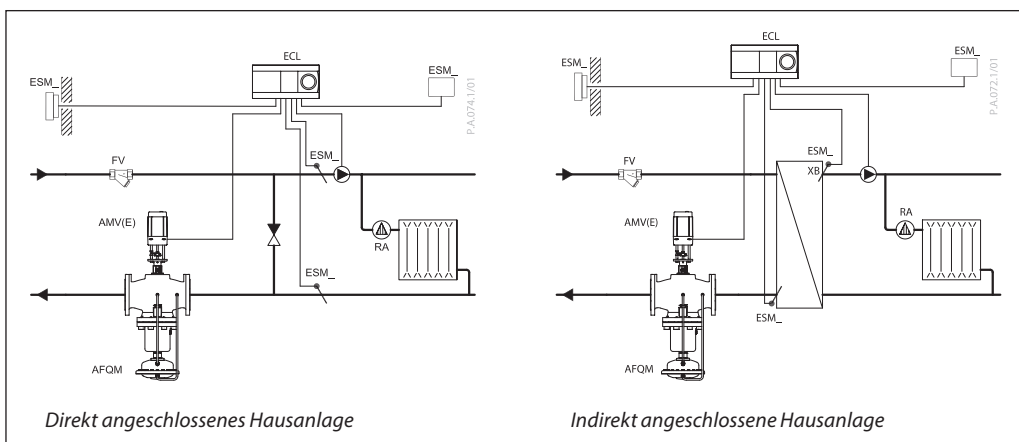 ECL
ESM_
ESM_
P.A.074.1/01
ESM_
FV
AMV(E)
RA
ESM_
AFQM
Direkt angeschlossenes Hausanlage
ECL
ESM_
ESM_
P.A.072.1/01
ESM_
FV
XB
RA
AMV(E)
ESM_
AFQM
Indirekt angeschlossene Hausanlage